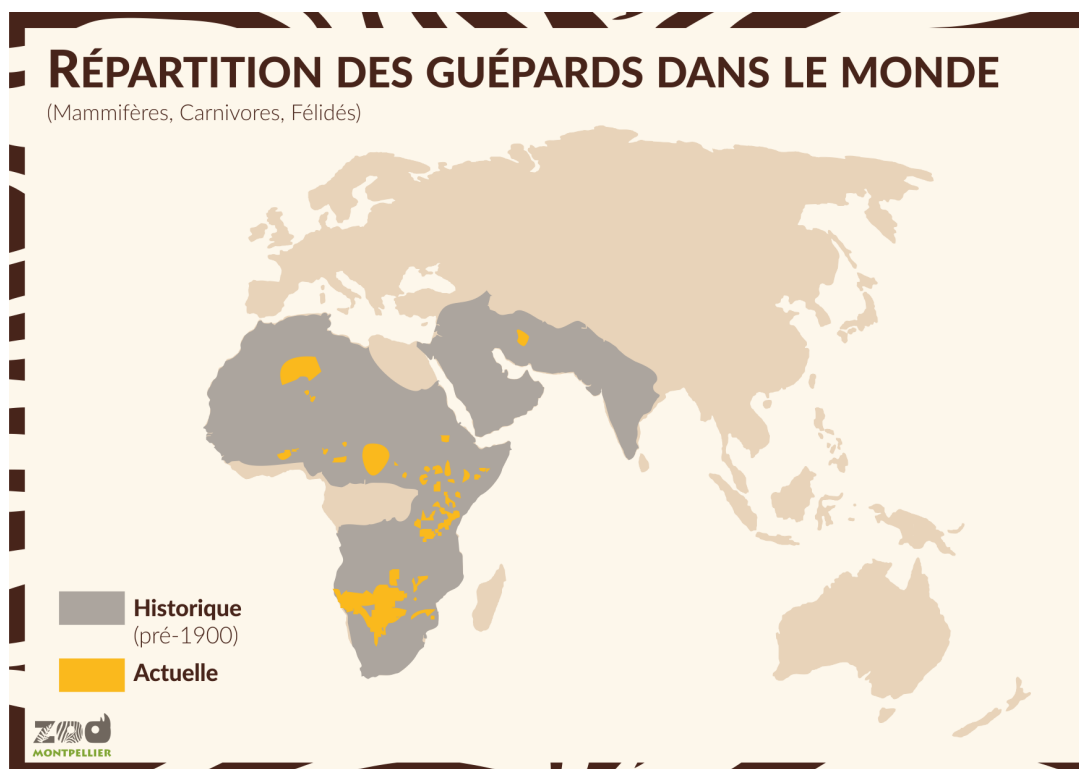 RÉPARTITION DES GUÉPARDS DANS LE MONDE
(Mammifères, Carnivores, Félidés)
Historique
(pré-1900)
Actuelle
zoo
MONTPELLIER